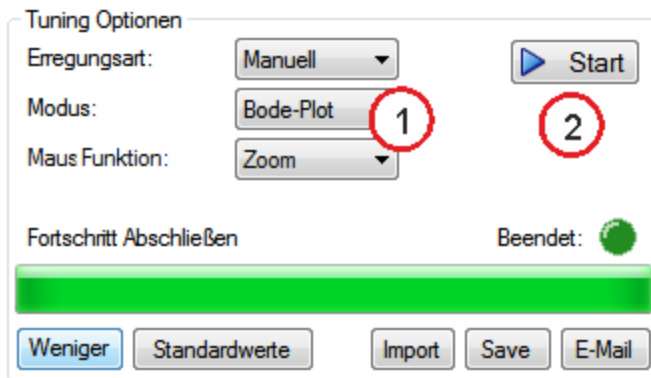 Tuning Optionen
Erregungsart: Manuell Start
Modus: Bode-Plot 1 2
Maus Funktion: Zoom
Fortschritt Abschließen Beendet:
Weniger Standardwerte Import Save E-Mail